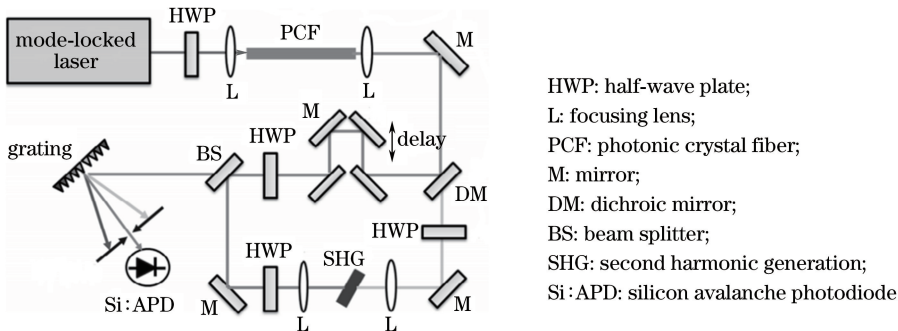 HWP
PCF
M
mode-locked
laser
L
L
M
HWP
delay
grating
BS
DM
HWP
HWP
SHG
Si:APD
M
L
L
M
HWP: half-wave plate;
L: focusing lens;
PCF: photonic crystal fiber;
M: mirror;
DM: dichroic mirror;
BS: beam splitter;
SHG: second harmonic generation;
Si:APD: silicon avalanche photodiode